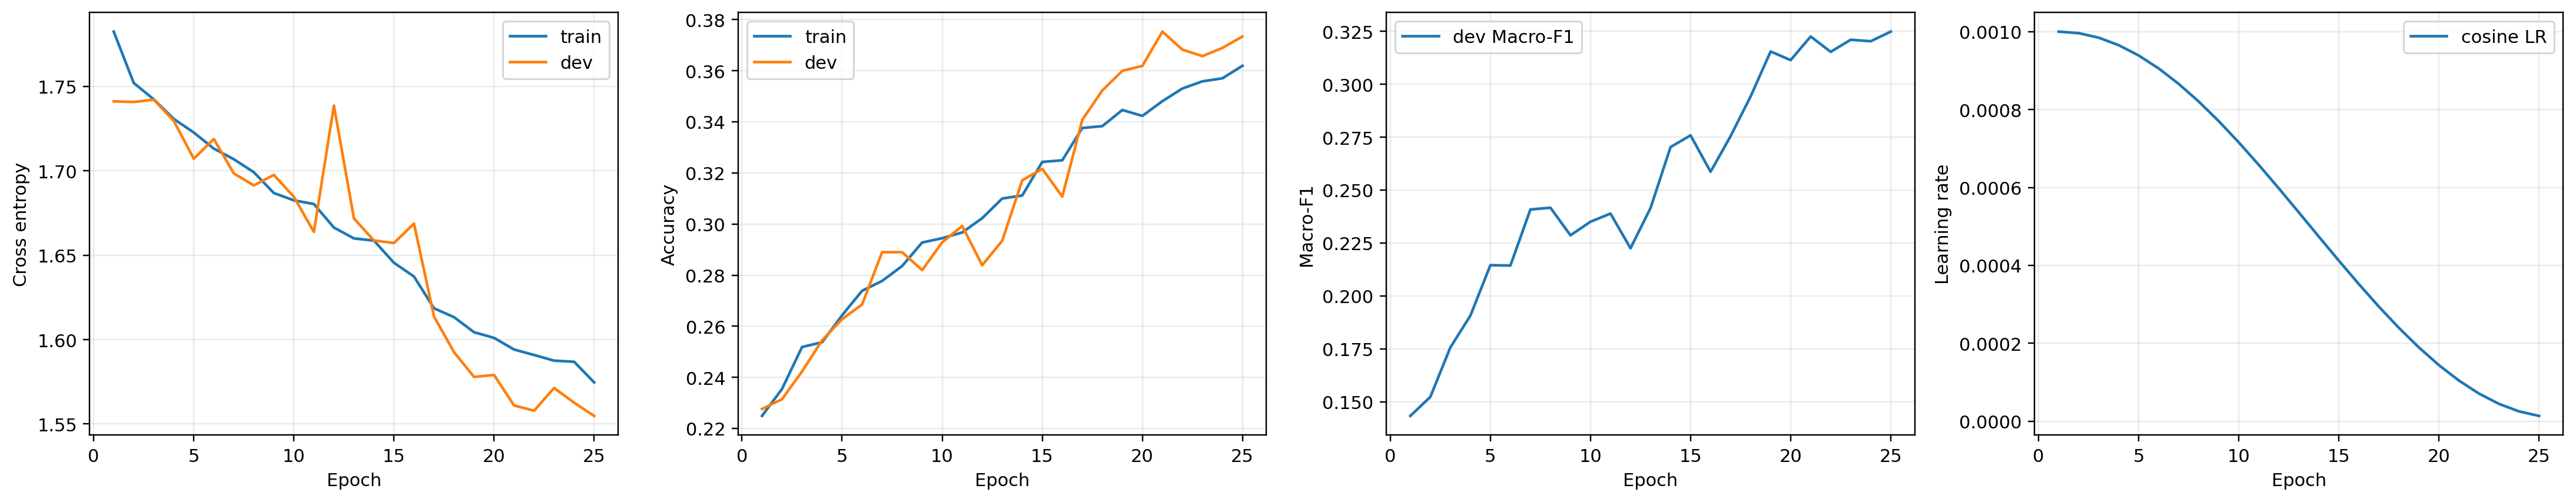 Cross entropy
1.75
1.70
1.65
1.60
1.55
train
dev
0 5 10 15 20 25
Epoch
Accuracy
0.38
0.36
0.34
0.32
0.30
0.28
0.26
0.24
0.22
train
dev
0 5 10 15 20 25
Epoch
Macro-F1
0.325
0.300
0.275
0.250
0.225
0.200
0.175
0.150
dev Macro-F1
0 5 10 15 20 25
Epoch
Learning rate
0.0010
0.0008
0.0006
0.0004
0.0002
0.0000
cosine LR
0 5 10 15 20 25
Epoch